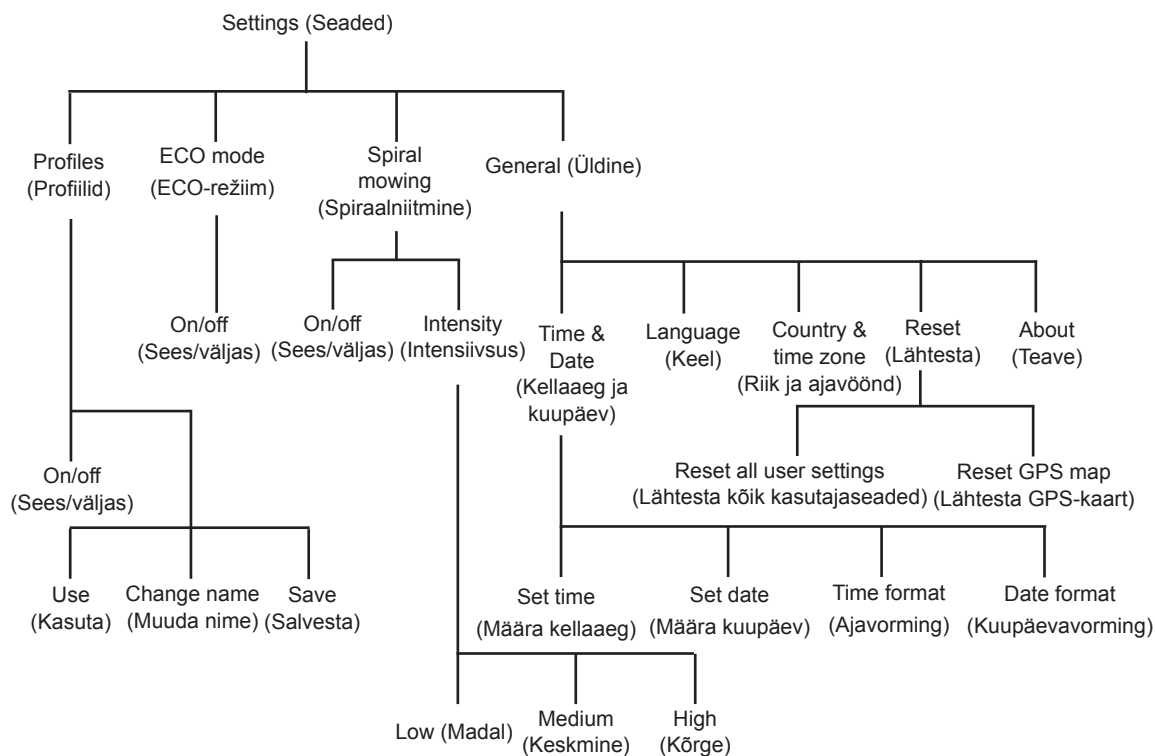 Settings (Seaded)
Profiles
(Profiilid)
ECO mode
(ECO-režiim)
Spiral
mowing
(Spiraalniitmine)
General (Üldine)
On/off
(Sees/väljas)
On/off
(Sees/väljas)
Intensity
(Intensiivsus)
Time &
Date
(Kellaaeg ja
kuupäev
Language
(Keel)
Country &
time zone
(Riik ja ajavöönd)
Reset
(Lähtesta)
About
(Teave)
On/off
(Sees/väljas)
Reset all user settings
(Lähtesta kõik kasutajaseaded)
Reset GPS map
(Lähtesta GPS-kaart)
Use
(Kasuta)
Change name
(Muuda nime)
Save
(Salvesta)
Set time
(Määra kellaaeg)
Set date
(Määra kuupäev)
Time format
(Ajavorming)
Date format
(Kuupäevavorming)
Low (Madal)
Medium
(Keskmine)
High
(Kõrge)